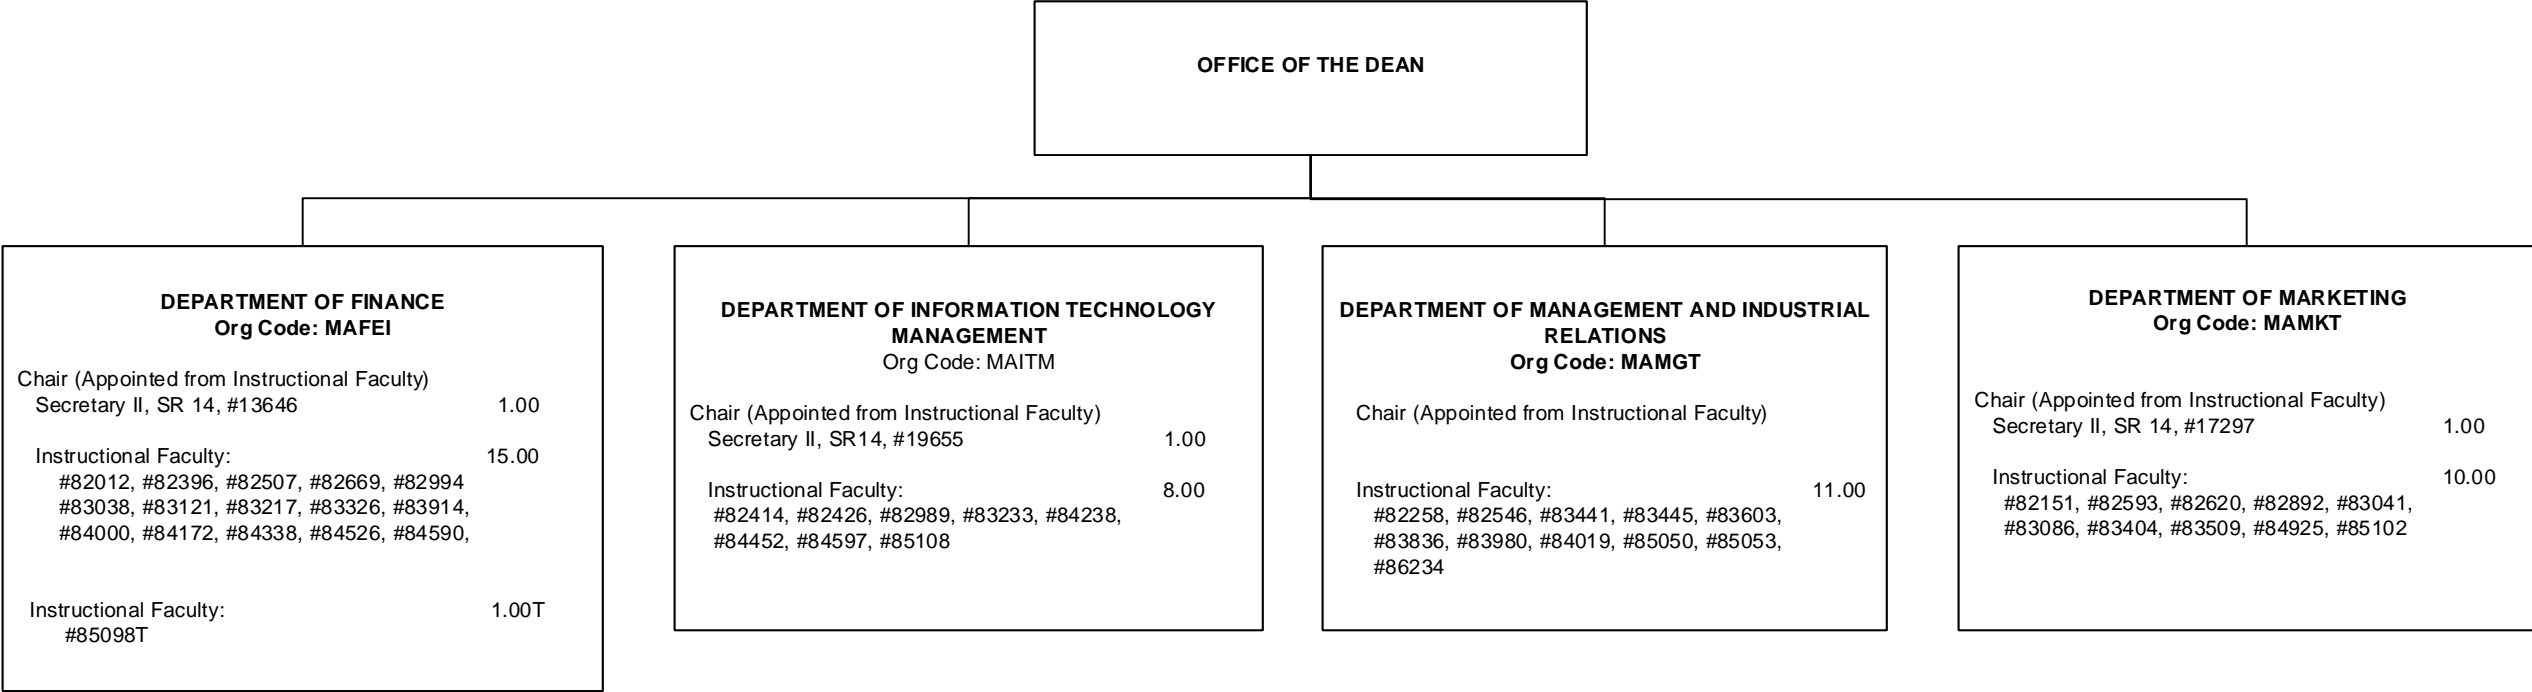 OFFICE OF THE DEAN
DEPARTMENT OF FINANCE
Org Code: MAFEI
Chair (Appointed from Instructional Faculty)
Secretary II, SR 14, #13646 1.00
Instructional Faculty: 15.00
#82012, #82396, #82507, #82669, #82994
#83038, #83121, #83217, #83326, #83914,
#84000, #84172, #84338, #84526, #84590,
Instructional Faculty: 1.00T
#85098T
DEPARTMENT OF INFORMATION TECHNOLOGY
MANAGEMENT
Org Code: MAITM
Chair (Appointed from Instructional Faculty)
Secretary II, SR14, #19655 1.00
Instructional Faculty: 8.00
#82414, #82426, #82989, #83233, #84238,
#84452, #84597, #85108
DEPARTMENT OF MANAGEMENT AND INDUSTRIAL
RELATIONS
Org Code: MAMGT
Chair (Appointed from Instructional Faculty)
Instructional Faculty: 11.00
#82258, #82546, #83441, #83445, #83603,
#83836, #83980, #84019, #85050, #85053,
#86234
DEPARTMENT OF MARKETING
Org Code: MAMKT
Chair (Appointed from Instructional Faculty)
Secretary II, SR 14, #17297 1.00
Instructional Faculty: 10.00
#82151, #82593, #82620, #82892, #83041,
#83086, #83404, #83509, #84925, #85102